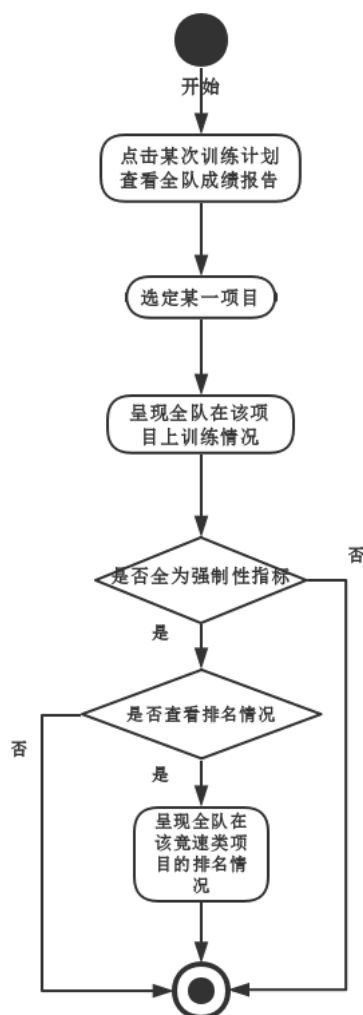 开始
点击某次训练计划
查看全队成绩报告
选定某一项目
呈现全队在该项
目上训练情况
是否全为强制性指标
否
是
是否查看排名情况
否
是
呈现全队在
该竞速类项
目的排名情
况